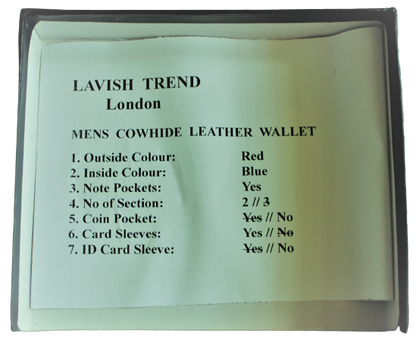 LAVISH TREND
London
MENS COWHIDE LEATHER WALLET
1. Outside Colour: Red
2. Inside Colour: Blue
3. Note Pockets: Yes
4. No of Section: 2 // 3
5. Coin Pocket: Yes // No
6. Card Sleeves: Yes // No
7. ID Card Sleeve: Yes // No